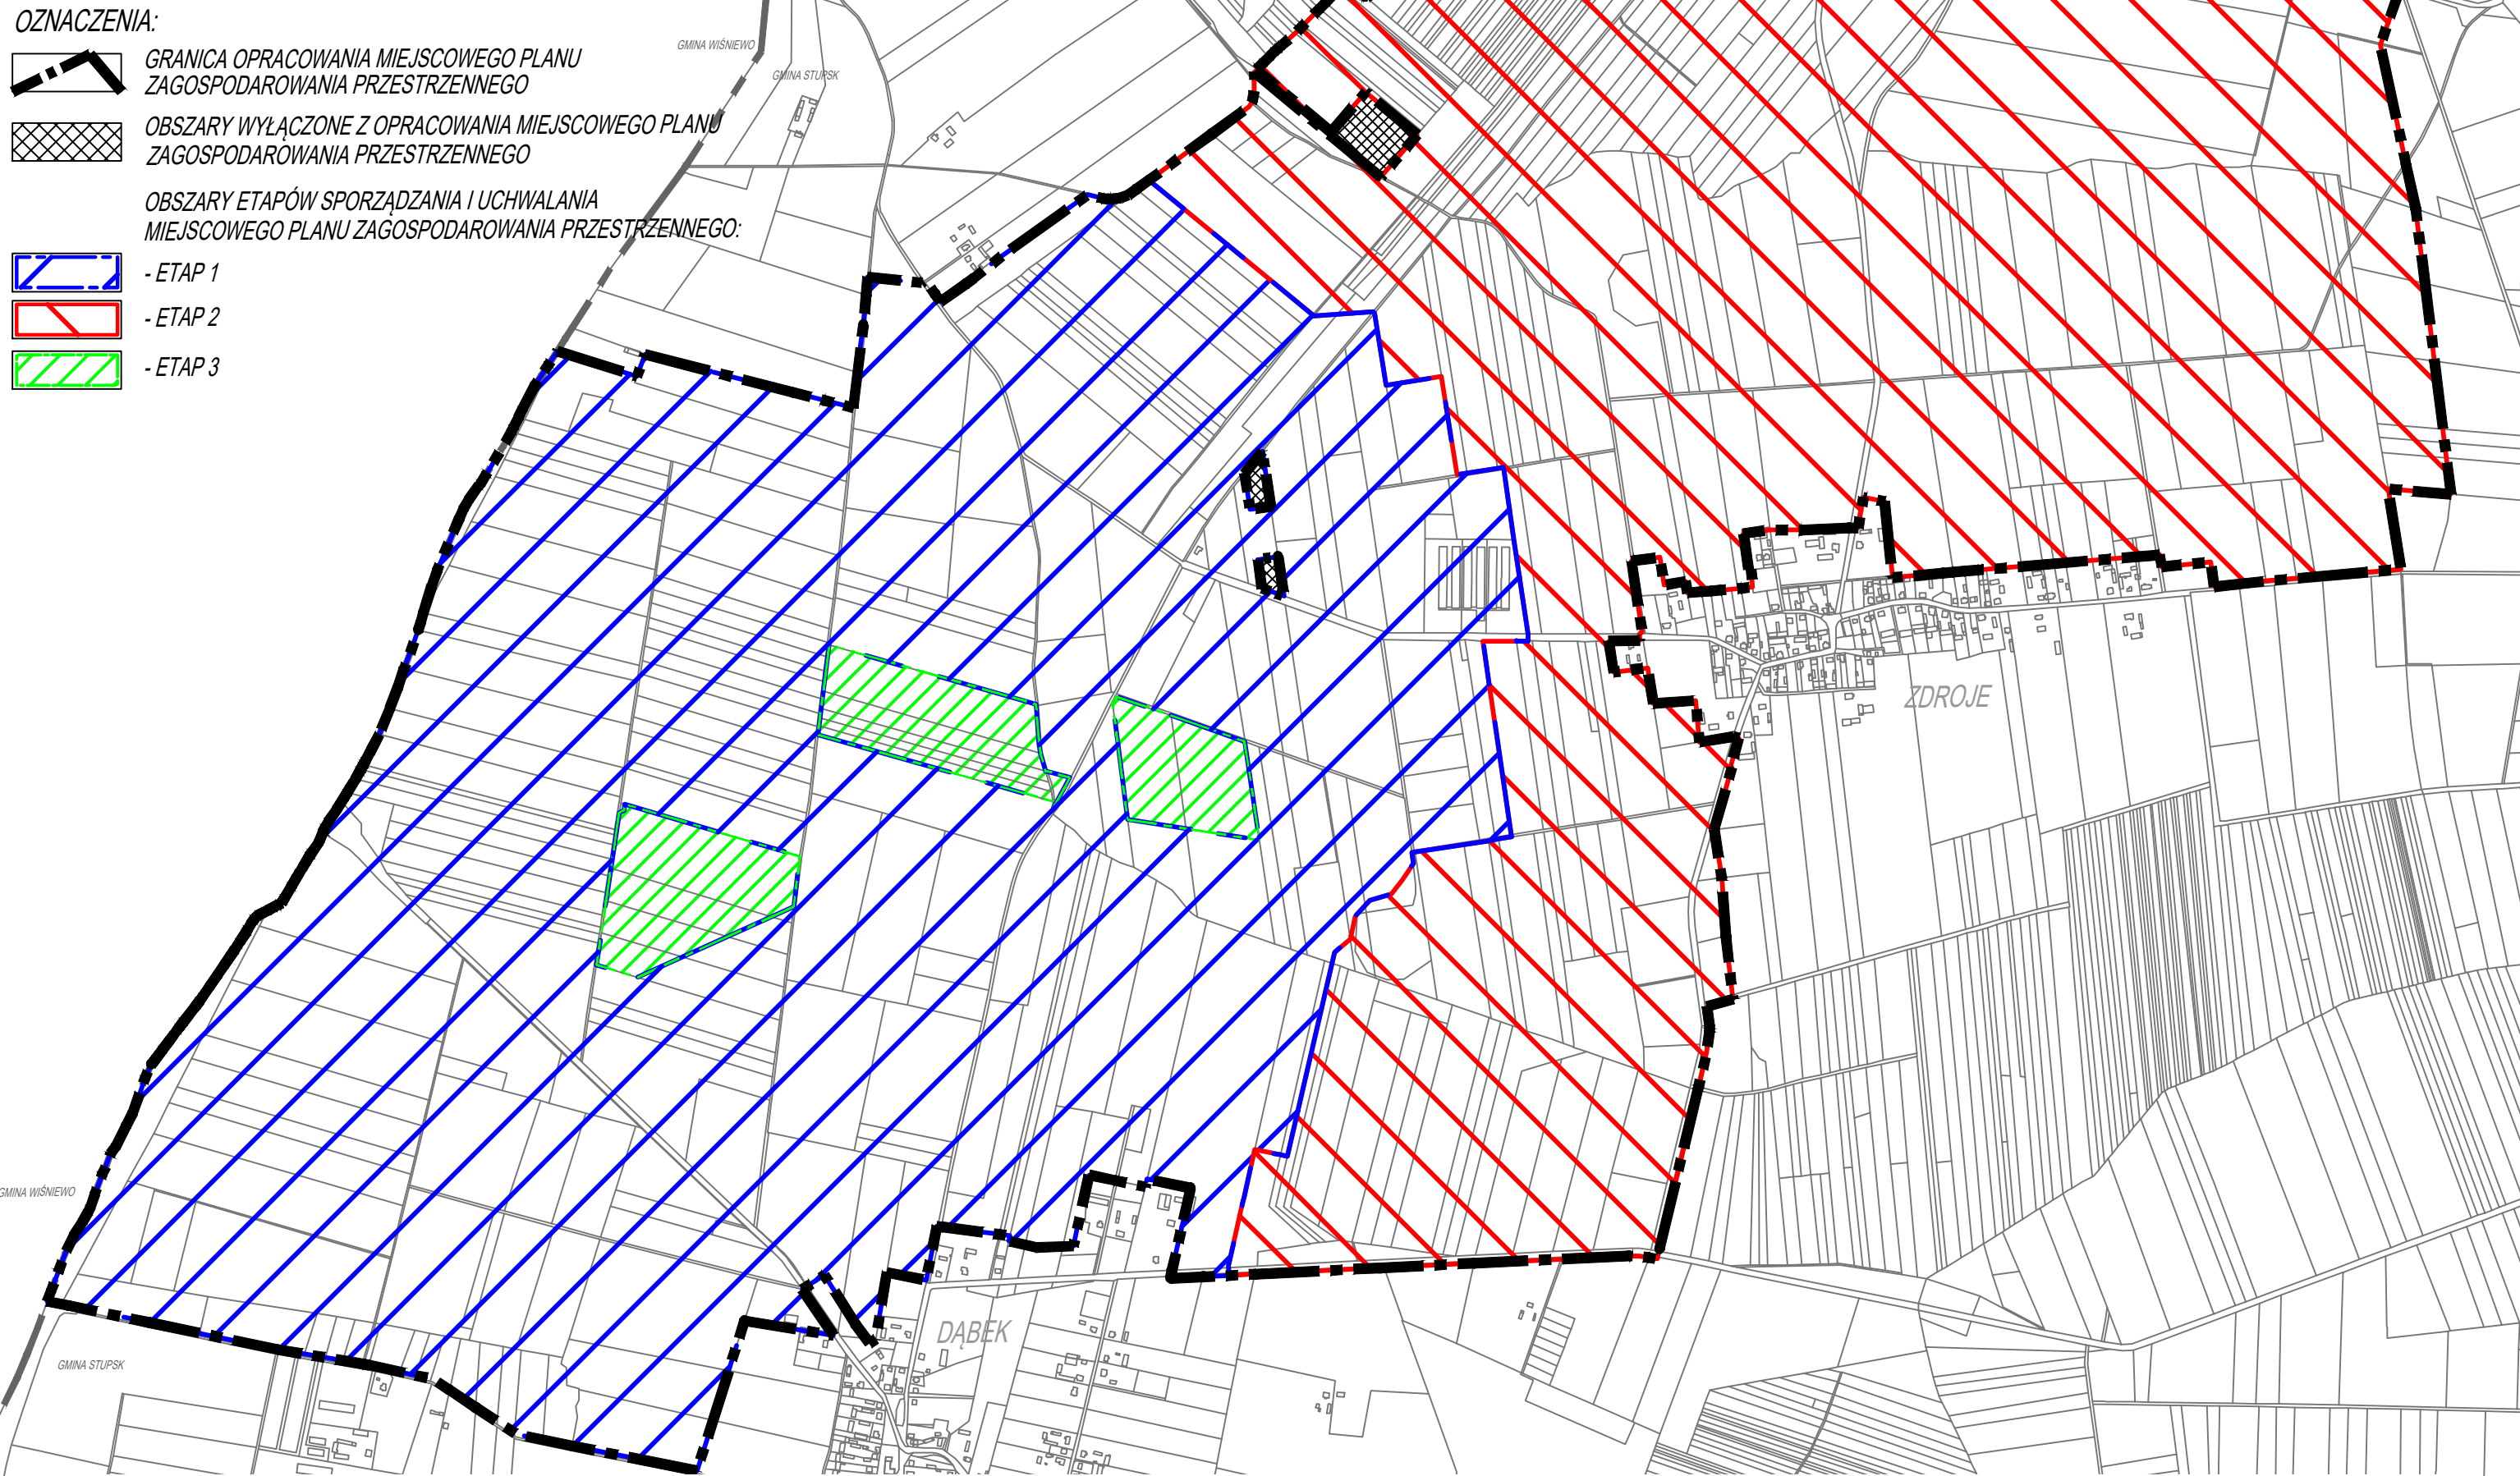 OZNACZENIA:
GRANICA OPRACOWANIA MIEJSCOWEGO PLANU
ZAGOSPODAROWANIA PRZESTRZENNEGO
OBSZARY WYŁĄCZONE Z OPRACOWANIA MIEJSCOWEGO PLANU
ZAGOSPODAROWANIA PRZESTRZENNEGO
OBSZARY ETAPÓW SPORZĄDZANIA I UCHWALANIA
MIEJSCOWEGO PLANU ZAGOSPODAROWANIA PRZESTRZENNEGO:
- ETAP 1
- ETAP 2
- ETAP 3
GMINA WIŚNIEWO
GMINA STUPSK
ZDROJE
GMINA WIŚNIEWO
GMINA STUPSK
DĄBEK